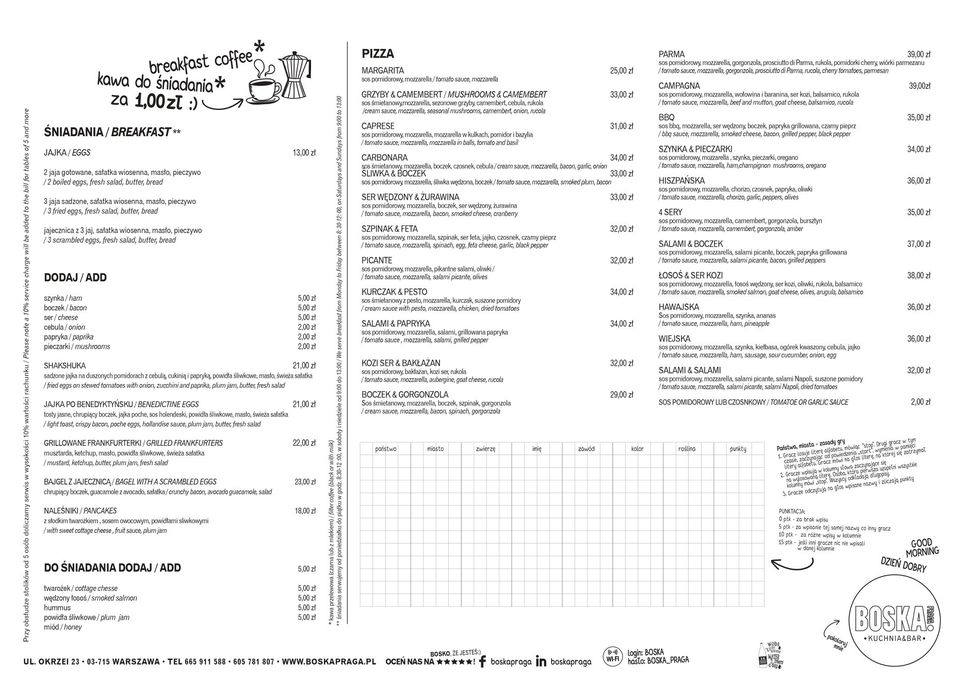 breakfast coffee*
kawa do śniadania*
za 1,00zł :)
ŚNIADANIA / BREAKFAST **
JAJKA / EGGS 13,00 zł
2 jaja gotowane, sałatka wiosenna, masło, pieczywo
/ 2 boiled eggs, fresh salad, butter, bread
3 jaja sadzone, sałatka wiosenna, masło, pieczywo
/ 3 fried eggs, fresh salad, butter, bread
jajecznica z 3 jaj, sałatka wiosenna, masło, pieczywo
/ 3 scrambled eggs, fresh salad, butter, bread
DODAJ / ADD
szynka / ham 5,00 zł
boczek / bacon 5,00 zł
ser / cheese 5,00 zł
cebula / onion 2,00 zł
papryka / paprika 2,00 zł
pieczarki / mushrooms 2,00 zł
SHAKSHUKA 21,00 zł
sadzone jajka na duszonych pomidorach z cebulą, cukinią i papryką, powidła śliwkowe, masło, świeża sałatka
/ fried eggs on stewed tomatoes with onion, zucchini and paprika, plum jam, butter, fresh salad
JAJKA PO BENEDYKTYŃSKU / BENEDICTINE EGGS 21,00 zł
tosty jasne, chrupiący boczek, jajka poche, sos holendeski, powidła śliwkowe, masło, świeża sałatka
/ light toast, crispy bacon, poche eggs, hollandise sauce, plum jam, butter, fresh salad
GRILLOWANE FRANKFURTERKI / GRILLED FRANKFURTERS 22,00 zł
musztarda, ketchup, masło, powidła śliwkowe, świeża sałatka
/ mustard, ketchup, butter, plum jam, fresh salad
BAJGEL Z JAJECZNICĄ / BAGEL WITH A SCRAMBLED EGGS 23,00 zł
chrupiący boczek, guacamole z avocado, sałatka / crunchy bacon, avocado guacamole, salad
NALEŚNIKI / PANCAKES 18,00 zł
z słodkim twarożkiem , sosem owocowym, powidłami śliwkowymi
/ with sweet cottage cheese , fruit sauce, plum jam
DO ŚNIADANIA DODAJ / ADD 5,00 zł
twarożek / cottage chesse 5,00 zł
wędzony łosoś / smoked salmon 5,00 zł
hummus 5,00 zł
powidła śliwkowe / plum jam 5,00 zł
miód / honey
Przy obsłudze stolików od 5 osób doliczamy serwis w wysokości 10% wartości rachunku / Please note a 10% service charge will be added to the bill for tables of 5 and more
* kawa przelewowa (czarna lub z mlekiem) / filter coffee (black or with milk)
** śniadania serwujemy od poniedziałku do piątku w godz. 8:30-12:00, w soboty i niedziele od 9:00 do 13:00 / We serve breakfast from Monday to Friday between 8:30-12:00, on Saturdays and Sundays from 9:00 to 13:00
PIZZA
MARGARITA 25,00 zł
sos pomidorowy, mozzarella / tomato sauce, mozzarella
GRZYBY & CAMEMBERT / MUSHROOMS & CAMEMBERT 33,00 zł
sos śmietanowy,mozzarella, sezonowe grzyby, camembert, cebula, rukola
/cream sauce, mozzarella, seasonal mushrooms, camembert, onion, rucola
CAPRESE 31,00 zł
sos pomidorowy, mozzarella, mozzarella w kulkach, pomidor i bazylia
/ tomato sauce, mozzarella, mozzarella in balls, tomato and basil
CARBONARA 34,00 zł
sos śmietanowy, mozzarella, boczek, czosnek, cebula / cream sauce, mozzarella, bacon, garlic, onion
ŚLIWKA & BOCZEK 33,00 zł
sos pomidorowy, mozzarella, śliwka wędzona, boczek / tomato sauce, mozzarella, smoked plum, bacon
SER WĘDZONY & ŻURAWINA 33,00 zł
sos pomidorowy, mozzarella, boczek, ser wędzony, żurawina
/ tomato sauce, mozzarella, bacon, smoked cheese, cranberry
SZPINAK & FETA 32,00 zł
sos pomidorowy, mozzarella, szpinak, ser feta, jajko, czosnek, czarny pieprz
/ tomato sauce, mozzarella, spinach, egg, feta cheese, garlic, black pepper
PICANTE 32,00 zł
sos pomidorowy, mozzarella, pikantne salami, oliwki /
/ tomato sauce, mozzarella, salami picante, olives
KURCZAK & PESTO 34,00 zł
sos śmietanowy z pesto, mozzarella, kurczak, suszone pomidory
/ cream sauce with pesto, mozzarella, chicken, dried tomatoes
SALAMI & PAPRYKA 34,00 zł
sos pomidorowy, mozzarella, salami, grillowana papryka
/ tomato sauce , mozzarella, salami, grilled pepper
KOZI SER & BAKŁAŻAN 32,00 zł
sos pomidorowy, bakłażan, kozi ser, rukola
/ tomato sauce, mozzarella, aubergine, goat cheese, rucola
BOCZEK & GORGONZOLA 29,00 zł
Sos śmietanowy, mozzarella, boczek, szpinak, gorgonzola
/ cream sauce, mozzarella, bacon, spinach, gorgonzola
PARMA 39,00 zł
sos pomidorowy, mozzarella, gorgonzola, prosciutto di Parma, rukola, pomidorki cherry, wiórki parmezanu
/ tomato sauce, mozzarella, gorgonzola, prosciutto di Parma, rucola, cherry tomatoes, parmesan
CAMPAGNA 39,00zł
sos pomidorowy, mozzarella, wołowina i baranina, ser kozi, balsamico, rukola
/ tomato sauce, mozzarella, beef and mutton, goat cheese, balsamico, rucola
BBQ 35,00 zł
sos bbq, mozzarella, ser wędzony, boczek, papryka grillowana, czarny pieprz
/ bbq sauce, mozzarella, smoked cheese, bacon, grilled pepper, black pepper
SZYNKA & PIECZARKI 34,00 zł
sos pomidorowy, mozzarella , szynka, pieczarki, oregano
/ tomato sauce, mozzarella, ham,champignon mushrooms, oregano
HISZPAŃSKA 36,00 zł
sos pomidorowy, mozzarella, chorizo, czosnek, papryka, oliwki
/ tomato sauce, mozzarella, chorizo, garlic, peppers, olives
4 SERY 35,00 zł
sos pomidorowy, mozzarella, camembert, gorgonzola, bursztyn
/ tomato sauce, mozzarella, camembert, gorgonzola, amber
SALAMI & BOCZEK 37,00 zł
sos pomidorowy, mozzarella, salami picante, boczek, papryka grillowana
/ tomato sauce, mozzarella, salami picante, bacon, grilled peppers
ŁOSOŚ & SER KOZI 38,00 zł
sos pomidorowy, mozzarella, łosoś wędzony, ser kozi, oliwki, rukola, balsamico
/ tomato sauce, mozzarella, smoked salmon, goat cheese, olives, arugula, balsamico
HAWAJSKA 36,00 zł
Sos pomidorowy, mozzarella, szynka, ananas
/ tomato sauce, mozzarella, ham, pineapple
WIEJSKA 36,00 zł
sos pomidorowy, mozzarella, szynka, kiełbasa, ogórek kwaszony, cebula, jajko
/ tomato sauce, mozzarella, ham, sausage, sour cucumber, onion, egg
SALAMI & SALAMI 32,00 zł
sos pomidorowy, mozzarella, salami picante, salami Napoli, suszone pomidory
/ tomato sauce, mozzarella, salami picante, salami Napoli, dried tomatoes
SOS POMIDOROWY LUB CZOSNKOWY / TOMATOE OR GARLIC SAUCE 2,00 zł
państwo miasto zwierzę imię zawód kolor roślina punkty
Państwa, miasta - zasady gry
1. Gracz losuje literę alfabetu, mówiąc "stop". Drugi gracz w tym
czasie, zaczynając od powiedzenia "start", wymienia w pamięci
litery alfabetu. Gracz mówi na głos literę, na której się zatrzymał
2. Gracze wpisują w kolumny słowa zaczynające się
na wylosowaną literę. Osoba, która pierwsza uzupełni wszystkie
kolumny mówi "stop". Wszyscy odkładają długopisy.
3. Gracze odczytują na głos wpisane nazwy i zliczają punkty
PUNKTACJA:
0 ptk - za brak wpisu
5 ptk - za wpisanie tej samej nazwy co inny gracz
10 ptk - za różne wpisy w kolumnie
15 ptk - jeśli inni gracze nic nie wpisali
w danej kolumnie
GOOD
MORNING
DZIEŃ DOBRY
BOSKA!
PRAGA
• KUCHNIA&BAR •
pokoloruj
mnie
UL. OKRZEI 23 • 03-715 WARSZAWA • TEL 665 911 588 • 605 781 807 • WWW.BOSKAPRAGA.PL
BOSKO, ŻE JESTEŚ:)
OCEŃ NAS NA ★★★★★! f boskapraga in boskapraga
Wi-Fi
login: BOSKA
hasło: BOSKA_PRAGA